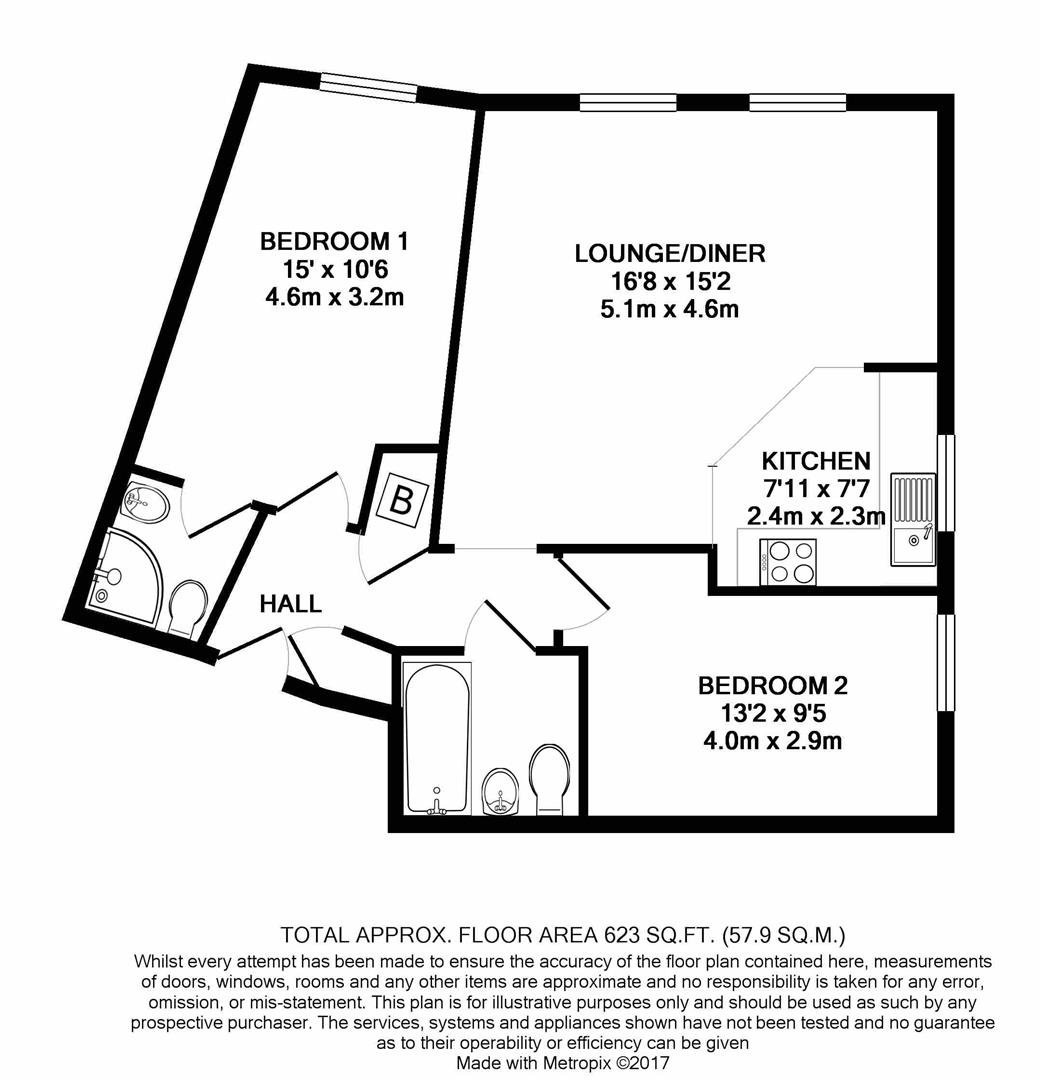 BEDROOM 1
15' x 10'6
4.6m x 3.2m
LOUNGE/DINER
16'8 x 15'2
5.1m x 4.6m
KITCHEN
7'11 x 7'7
2.4m x 2.3m
B
HALL
BEDROOM 2
13'2 x 9'5
4.0m x 2.9m
TOTAL APPROX. FLOOR AREA 623 SQ.FT. (57.9 SQ.M.)
Whilst every attempt has been made to ensure the accuracy of the floor plan contained here, measurements
of doors, windows, rooms and any other items are approximate and no responsibility is taken for any error,
omission, or mis-statement. This plan is for illustrative purposes only and should be used as such by any
prospective purchaser. The services, systems and appliances shown have not been tested and no guarantee
as to their operability or efficiency can be given
Made with Metropix ©2017